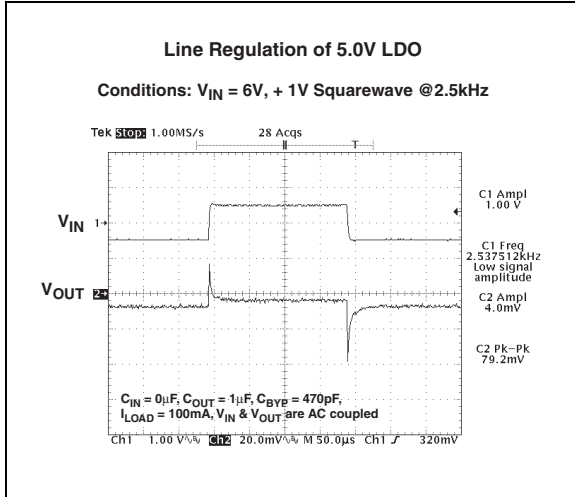 Line Regulation of 5.0V LDO
Conditions: VIN = 6V, + 1V Squarewave @2.5kHz
Tek Stop: 1.00MS/s 28 Acqs
T
C1 Ampl
1.00 V
VIN 1→
C1 Freq
2.537512kHz
Low signal
amplitude
VOUT 2→
C2 Ampl
4.0mV
C2 Pk–Pk
79.2mV
CIN = 0µF, COUT = 1µF, CBYP = 470pF,
ILOAD = 100mA, VIN & VOUT are AC coupled
Ch1 1.00 V Ch2 20.0mV M 50.0µs Ch1 320mV